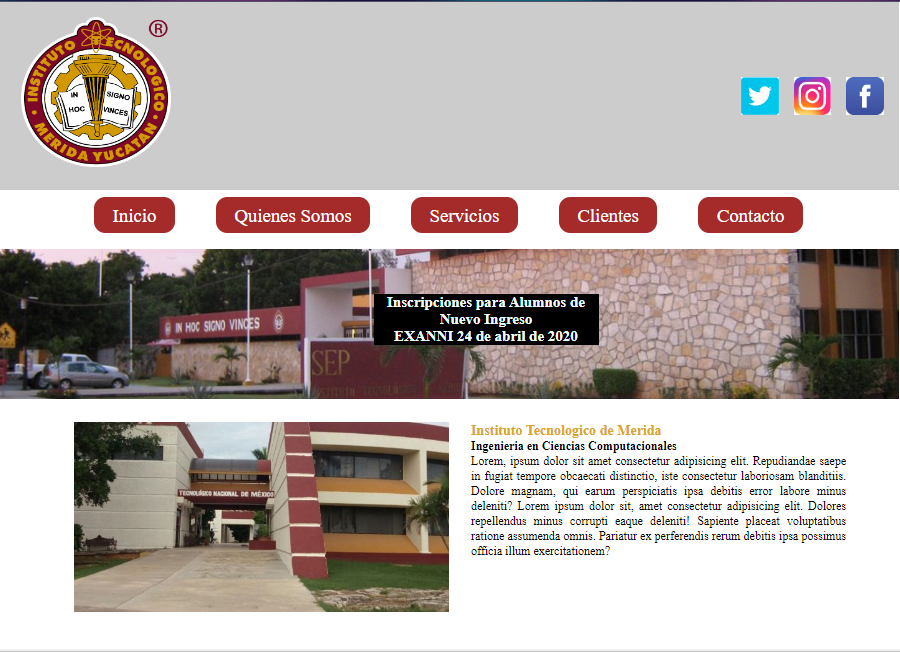 ®
INSTITUTO TECNOLOGICO
IN
HOC
SIGNO
VINCES
MERIDA YUCATAN
Inicio
Quienes Somos
Servicios
Clientes
Contacto
Inscripciones para Alumnos de
Nuevo Ingreso
EXANNI 24 de abril de 2020
IN HOC SIGNO VINCES
SEP
TECNOLÓGICO NACIONAL DE MÉXICO
Instituto Tecnologico de Merida
Ingenieria en Ciencias Computacionales
Lorem, ipsum dolor sit amet consectetur adipisicing elit. Repudiandae saepe
in fugiat tempore obcaecati distinctio, iste consectetur laboriosam blanditiis.
Dolore magnam, qui earum perspiciatis ipsa debitis error labore minus
deleniti? Lorem ipsum dolor sit, amet consectetur adipisicing elit. Dolores
repellendus minus corrupti eaque deleniti! Sapiente placeat voluptatibus
ratione assumenda omnis. Pariatur ex perferendis rerum debitis ipsa possimus
officia illum exercitationem?